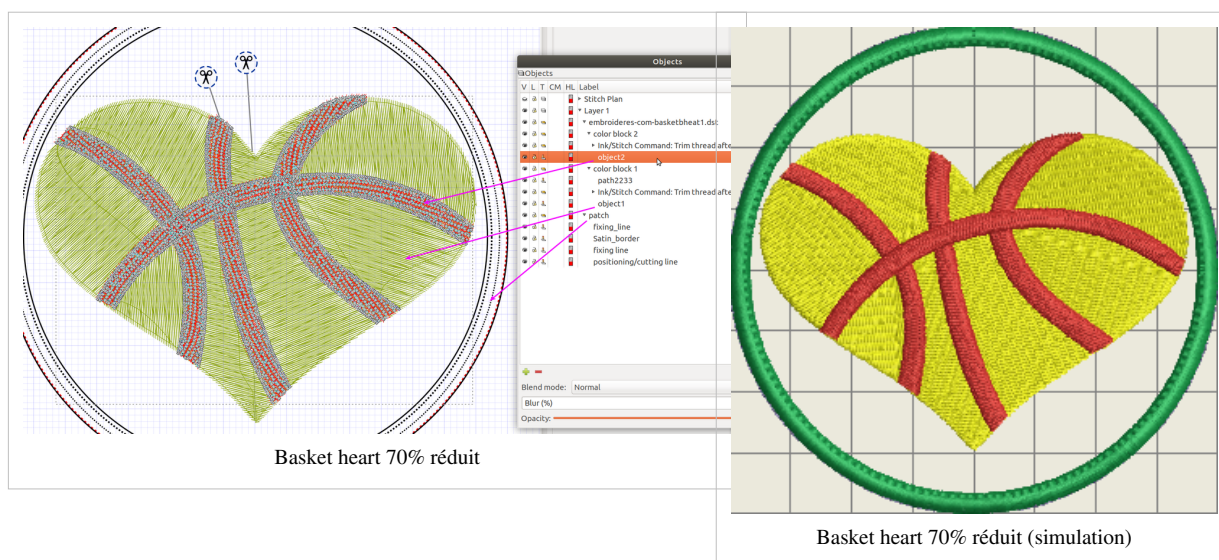 Objects
Objects
V L T CM HL Label
Stitch Plan
Layer 1
embroideres-com-basketbheat1.dst
color block 2
Ink/Stitch Command: Trim thread afte
object2
color block 1
path2233
Ink/Stitch Command: Trim thread afte
object1
patch
fixing_line
Satin_border
fixing line
positioning/cutting line
Blend mode: Normal
Blur (%)
Opacity:
Basket heart 70% réduit
Basket heart 70% réduit (simulation)